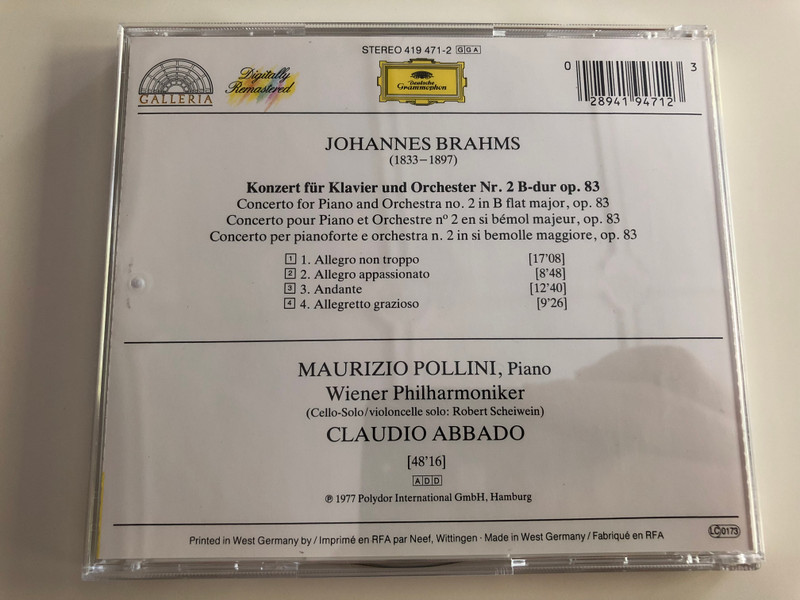 STEREO 419 471-2 GGA
GALLERIA
Digitally
Remastered
Deutsche
Grammophon
0 28941 94712 3
JOHANNES BRAHMS
(1833–1897)
Konzert für Klavier und Orchester Nr. 2 B-dur op. 83
Concerto for Piano and Orchestra no. 2 in B flat major, op. 83
Concerto pour Piano et Orchestre nº 2 en si bémol majeur, op. 83
Concerto per pianoforte e orchestra n. 2 in si bemolle maggiore, op. 83
1 1. Allegro non troppo [17'08]
2 2. Allegro appassionato [8'48]
3 3. Andante [12'40]
4 4. Allegretto grazioso [9'26]
MAURIZIO POLLINI, Piano
Wiener Philharmoniker
(Cello-Solo/violoncelle solo: Robert Scheiwein)
CLAUDIO ABBADO
[48'16]
ADD
℗ 1977 Polydor International GmbH, Hamburg
LC 0173
Printed in West Germany by / Imprimé en RFA par Neef, Wittingen · Made in West Germany / Fabriqué en RFA